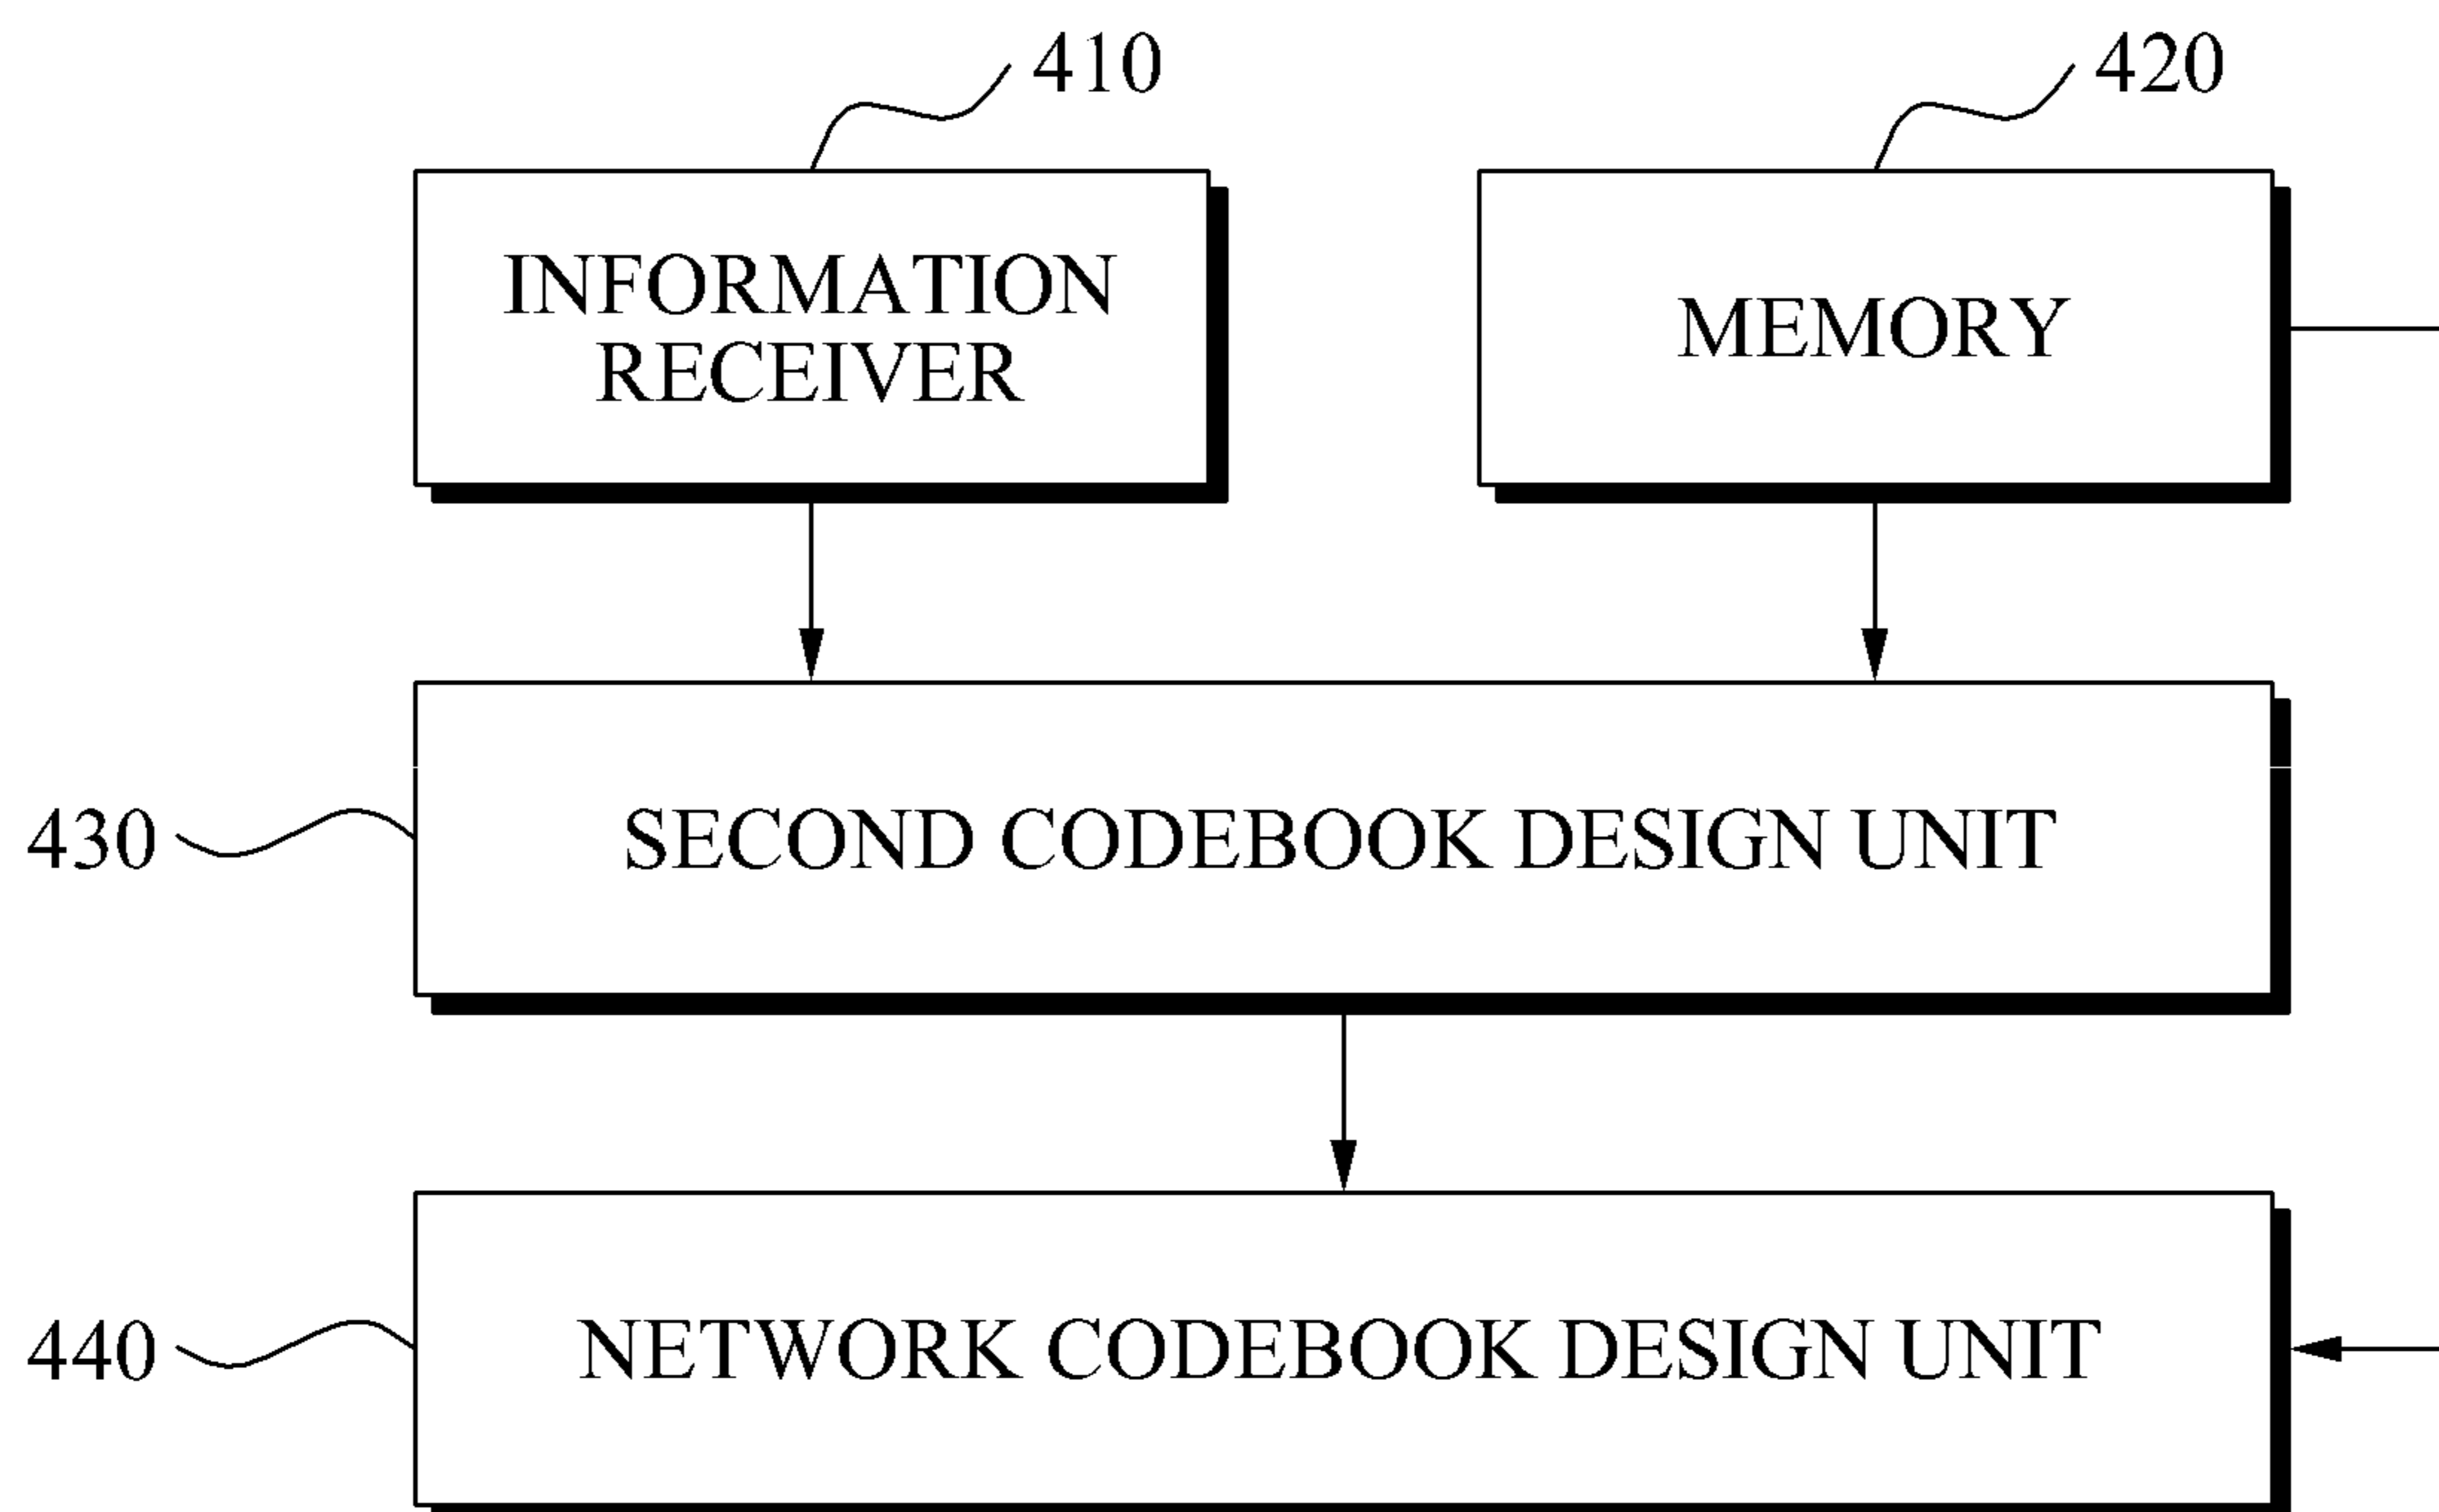 410
420
INFORMATION
RECEIVER
MEMORY
430
SECOND CODEBOOK DESIGN UNIT
440
NETWORK CODEBOOK DESIGN UNIT